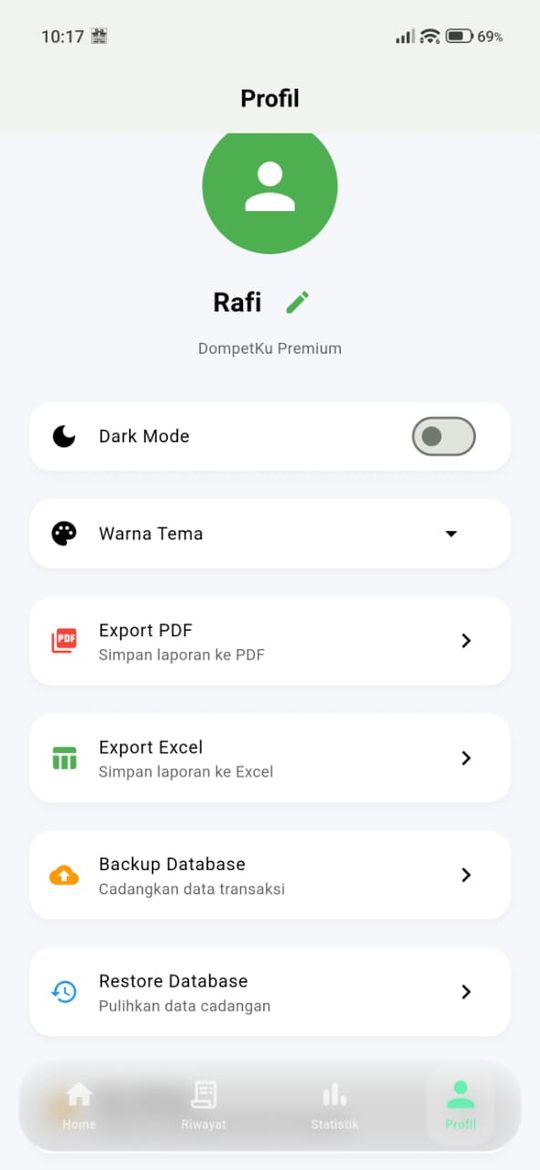 10:17
69%
Profil
Rafi
DompetKu Premium
Dark Mode
Warna Tema
PDF
Export PDF
Simpan laporan ke PDF
Export Excel
Simpan laporan ke Excel
Backup Database
Cadangkan data transaksi
Restore Database
Pulihkan data cadangan
Home
Riwayat
Statistik
Profil